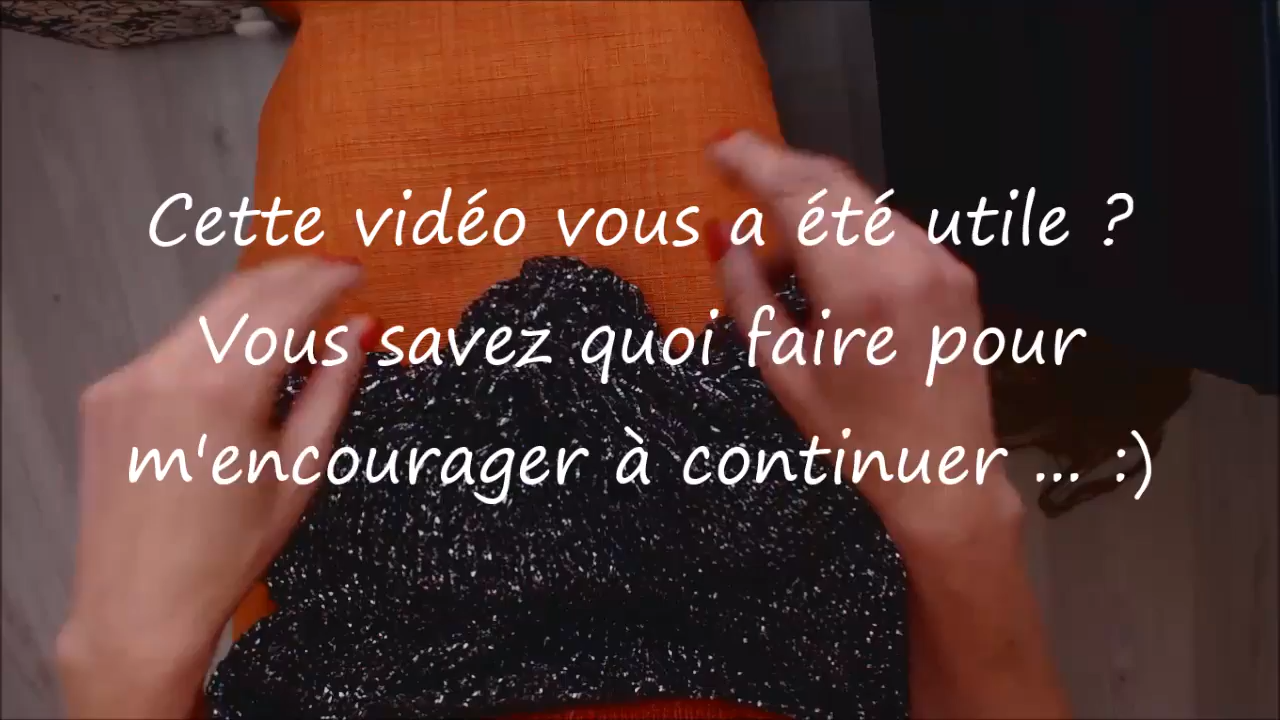 Cette vidéo vous a été utile ?
Vous savez quoi faire pour
m'encourager à continuer ... :)